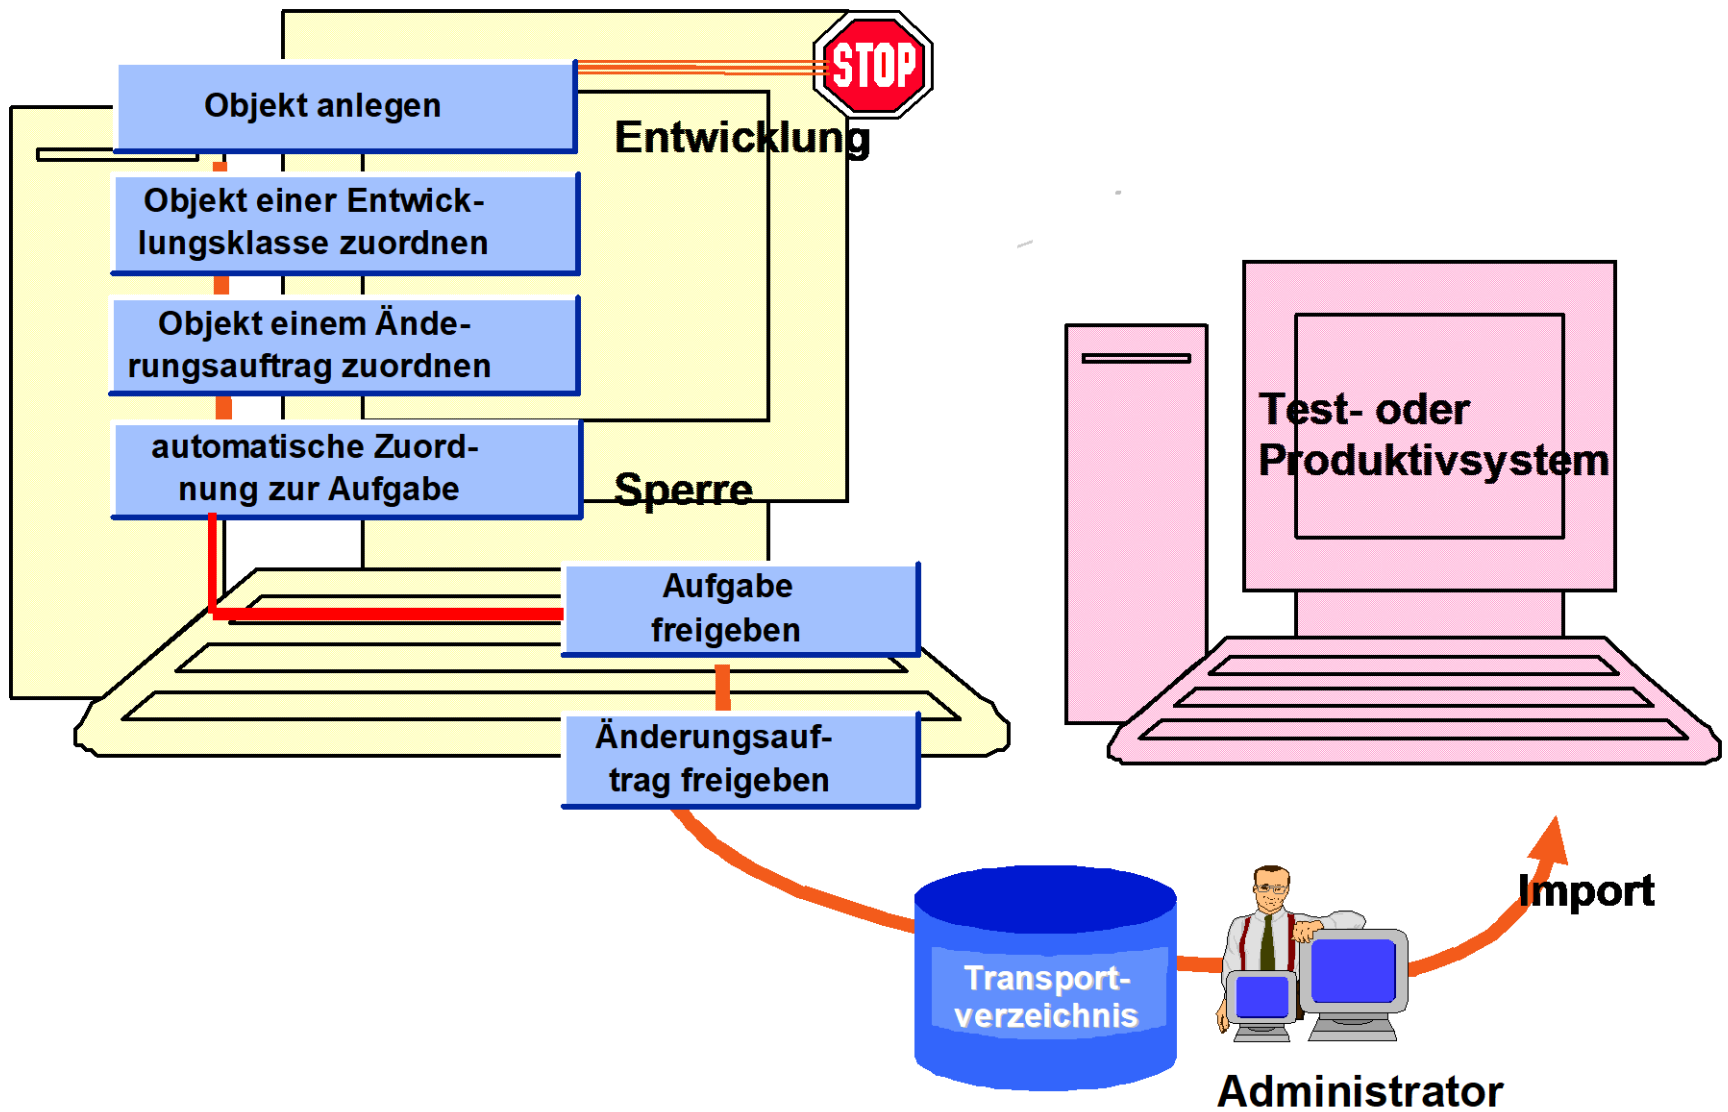 STOP
Objekt anlegen
Entwicklung
Objekt einer Entwick-
lungsklasse zuordnen
Objekt einem Ände-
rungsauftrag zuordnen
automatische Zuord-
nung zur Aufgabe
Sperre
Aufgabe
freigeben
Änderungsauf-
trag freigeben
Test- oder
Produktivsystem
Import
Transport-
verzeichnis
Administrator